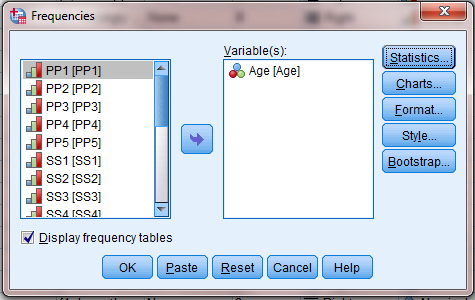 Frequencies
Variable(s):
PP1 [PP1]
PP2 [PP2]
PP3 [PP3]
PP4 [PP4]
PP5 [PP5]
SS1 [SS1]
SS2 [SS2]
SS3 [SS3]
SS4 [SS4]
Age [Age]
Statistics...
Charts...
Format...
Style...
Bootstrap...
Display frequency tables
OK Paste Reset Cancel Help